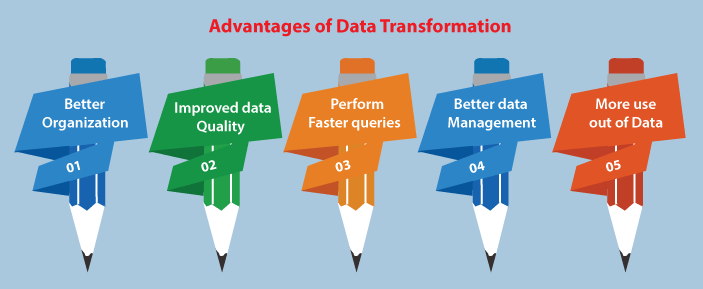 Advantages of Data Transformation
Better
Organization
01
Improved data
Quality
02
Perform
Faster queries
03
Better data
Management
04
More use
out of Data
05